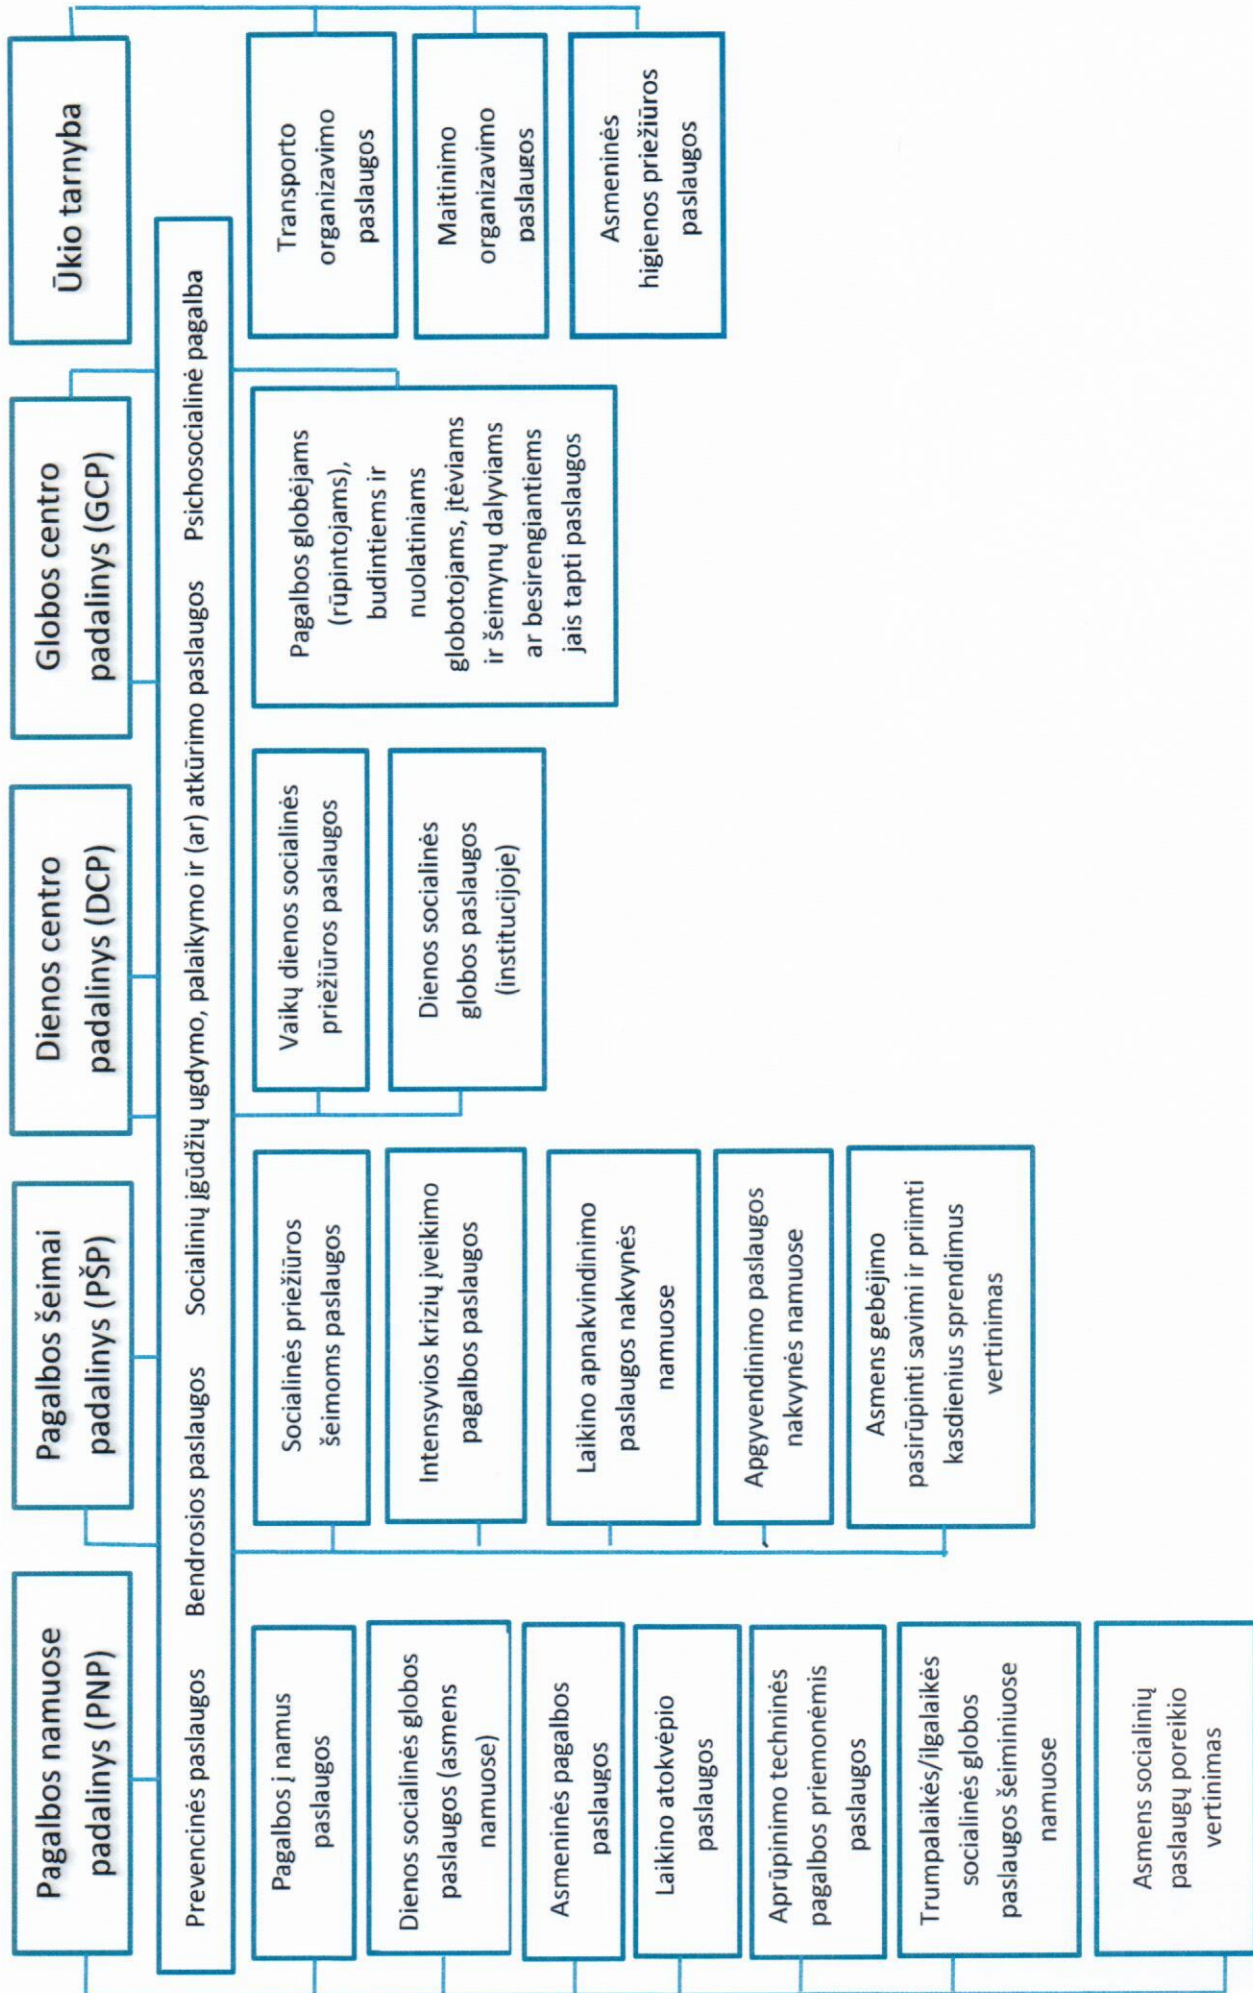 Pagalbos namuose
padalinys (PNP)
Pagalbos šeimai
padalinys (PŠP)
Dienos centro
padalinys (DCP)
Globos centro
padalinys (GCP)
Ūkio tarnyba
Prevencinės paslaugos Bendrosios paslaugos Socialinių įgūdžių ugdymo, palaikymo ir (ar) atkūrimo paslaugos Psichosocialinė pagalba
Pagalbos į namus
paslaugos
Dienos socialinės globos
paslaugos (asmens
namuose)
Asmeninės pagalbos
paslaugos
Laikino atokvėpio
paslaugos
Aprūpinimo techninės
pagalbos priemonėmis
paslaugos
Trumpalaikės/ilgalaikės
socialinės globos
paslaugos šeiminiuose
namuose
Asmens socialinių
paslaugų poreikio
vertinimas
Socialinės priežiūros
šeimoms paslaugos
Intensyvios krizių įveikimo
pagalbos paslaugos
Laikino apnakvindinimo
paslaugos nakvynės
namuose
Apgyvendinimo paslaugos
nakvynės namuose
Asmens gebėjimo
pasirūpinti savimi ir priimti
kasdienius sprendimus
vertinimas
Vaikų dienos socialinės
priežiūros paslaugos
Dienos socialinės
globos paslaugos
(institucijoje)
Pagalbos globėjams
(rūpintojams),
budintiems ir
nuolatiniams
globotojams, įtėviams
ir šeimynų dalyviams
ar besirengiantiems
jais tapti paslaugos
Transporto
organizavimo
paslaugos
Maitinimo
organizavimo
paslaugos
Asmeninės
higienos priežiūros
paslaugos